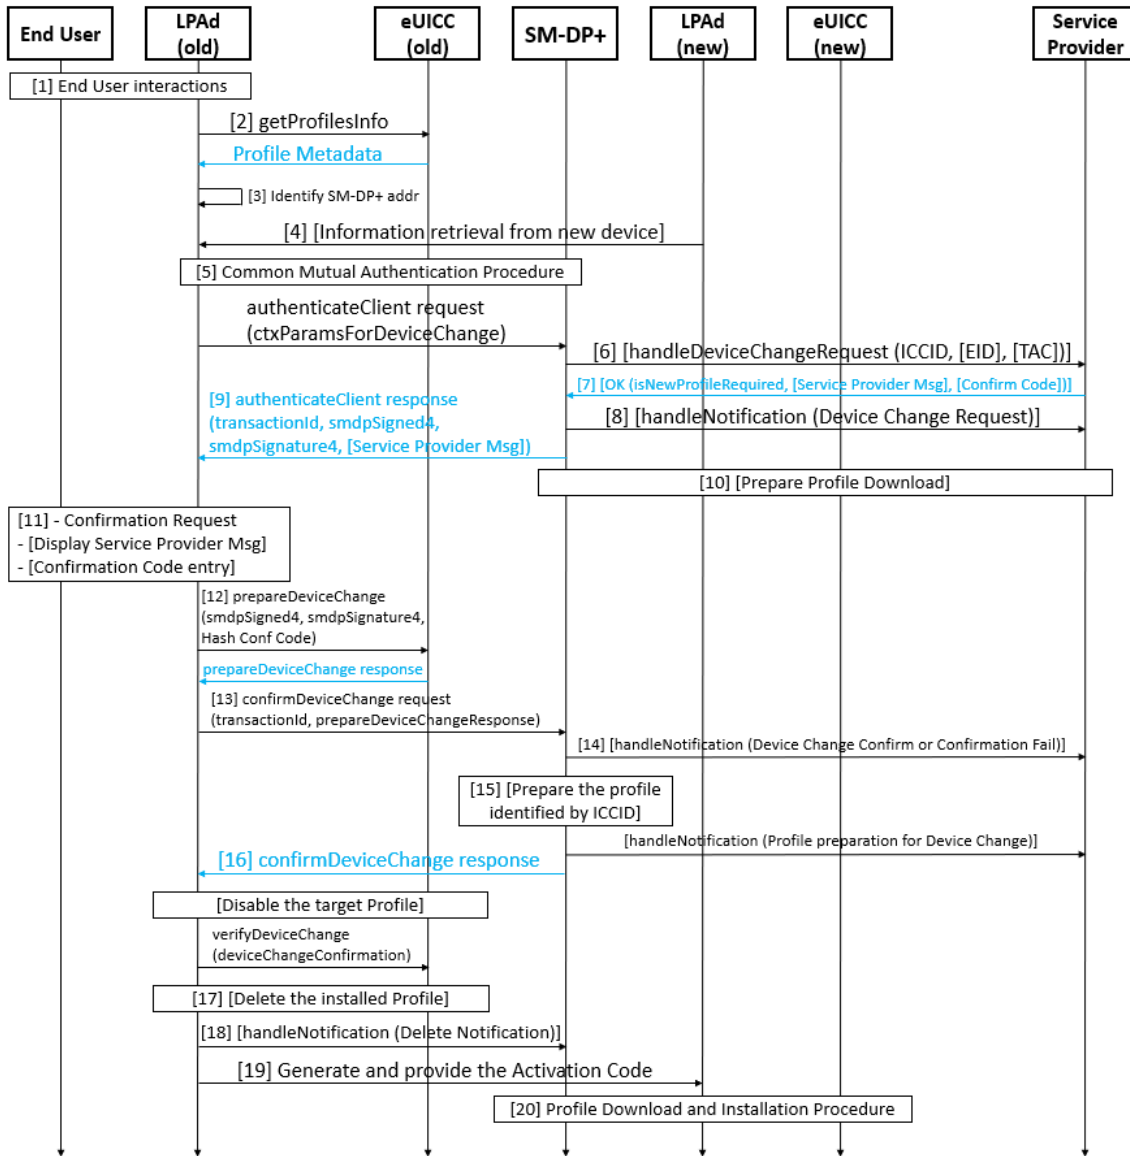 End User
LPAd
(old)
eUICC
(old)
SM-DP+
LPAd
(new)
eUICC
(new)
Service
Provider
[1] End User interactions
[2] getProfilesInfo
Profile Metadata
[3] Identify SM-DP+ addr
[4] [Information retrieval from new device]
[5] Common Mutual Authentication Procedure
authenticateClient request
(ctxParamsForDeviceChange)
[6] [handleDeviceChangeRequest (ICCID, [EID], [TAC])]
[7] [OK (isNewProfileRequired, [Service Provider Msg], [Confirm Code])]
[8] [handleNotification (Device Change Request)]
[9] authenticateClient response
(transactionId, smdpSigned4,
smdpSignature4, [Service Provider Msg])
[10] [Prepare Profile Download]
[11] - Confirmation Request
- [Display Service Provider Msg]
- [Confirmation Code entry]
[12] prepareDeviceChange
(smdpSigned4, smdpSignature4,
Hash Conf Code)
prepareDeviceChange response
[13] confirmDeviceChange request
(transactionId, prepareDeviceChangeResponse)
[14] [handleNotification (Device Change Confirm or Confirmation Fail)]
[15] [Prepare the profile
identified by ICCID]
[handleNotification (Profile preparation for Device Change)]
[16] confirmDeviceChange response
[Disable the target Profile]
verifyDeviceChange
(deviceChangeConfirmation)
[17] [Delete the installed Profile]
[18] [handleNotification (Delete Notification)]
[19] Generate and provide the Activation Code
[20] Profile Download and Installation Procedure